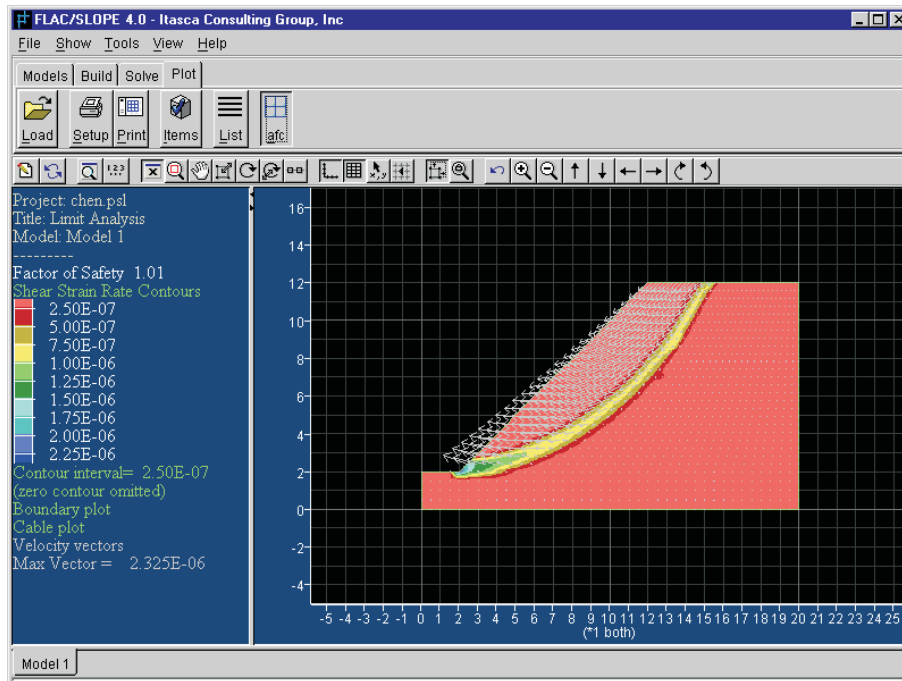 FLAC/SLOPE 4.0 - Itasca Consulting Group, Inc
File Show Tools View Help
Models Build Solve Plot
Load Setup Print Items List afc
1 2 3
x,y
Project: chen.psl
Title: Limit Analysis
Model: Model 1
---------
Factor of Safety 1.01
Shear Strain Rate Contours
2.50E-07
5.00E-07
7.50E-07
1.00E-06
1.25E-06
1.50E-06
1.75E-06
2.00E-06
2.25E-06
Contour interval= 2.50E-07
(zero contour omitted)
Boundary plot
Cable plot
Velocity vectors
Max Vector = 2.325E-06
16
14
12
10
8
6
4
2
0
-2
-4
-5 -4 -3 -2 -1 0 1 2 3 4 5 6 7 8 9 10 11 12 13 14 15 16 17 18 19 20 21 22 23 24 25
(*1 both)
Model 1